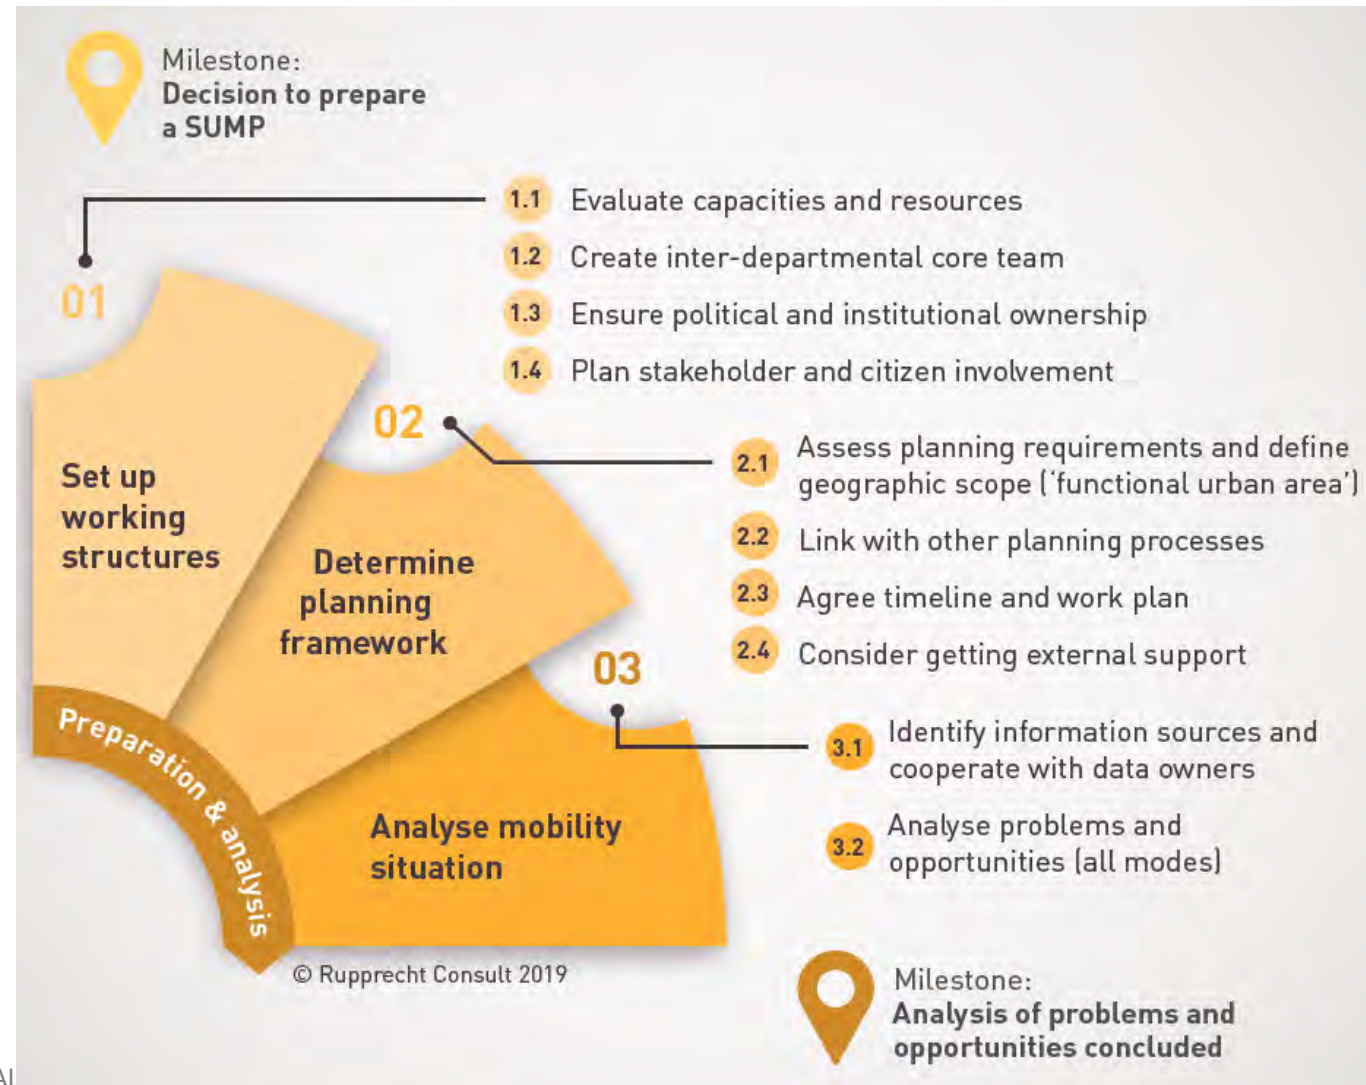 Milestone:
Decision to prepare
a SUMP
1.1 Evaluate capacities and resources
1.2 Create inter-departmental core team
1.3 Ensure political and institutional ownership
1.4 Plan stakeholder and citizen involvement
01
Set up
working
structures
02
2.1 Assess planning requirements and define
geographic scope (‘functional urban area’)
2.2 Link with other planning processes
2.3 Agree timeline and work plan
2.4 Consider getting external support
Determine
planning
framework
03
3.1 Identify information sources and
cooperate with data owners
3.2 Analyse problems and
opportunities (all modes)
Analyse mobility
situation
Preparation & analysis
© Rupprecht Consult 2019
Milestone:
Analysis of problems and
opportunities concluded
AI